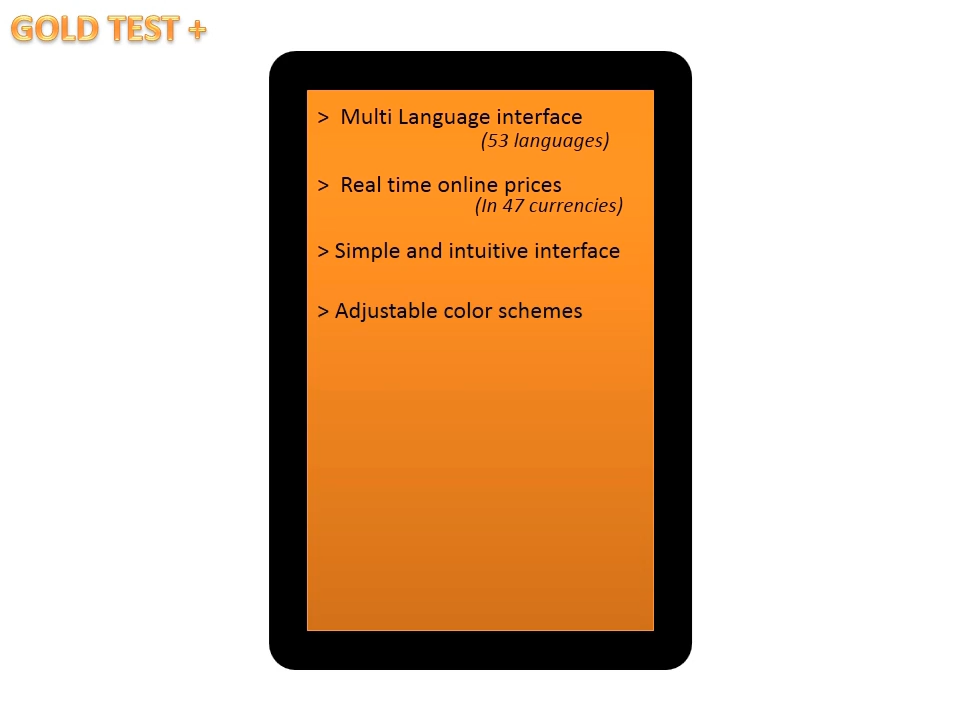 GOLD TEST +
> Multi Language interface
(53 languages)
> Real time online prices
(In 47 currencies)
> Simple and intuitive interface
> Adjustable color schemes